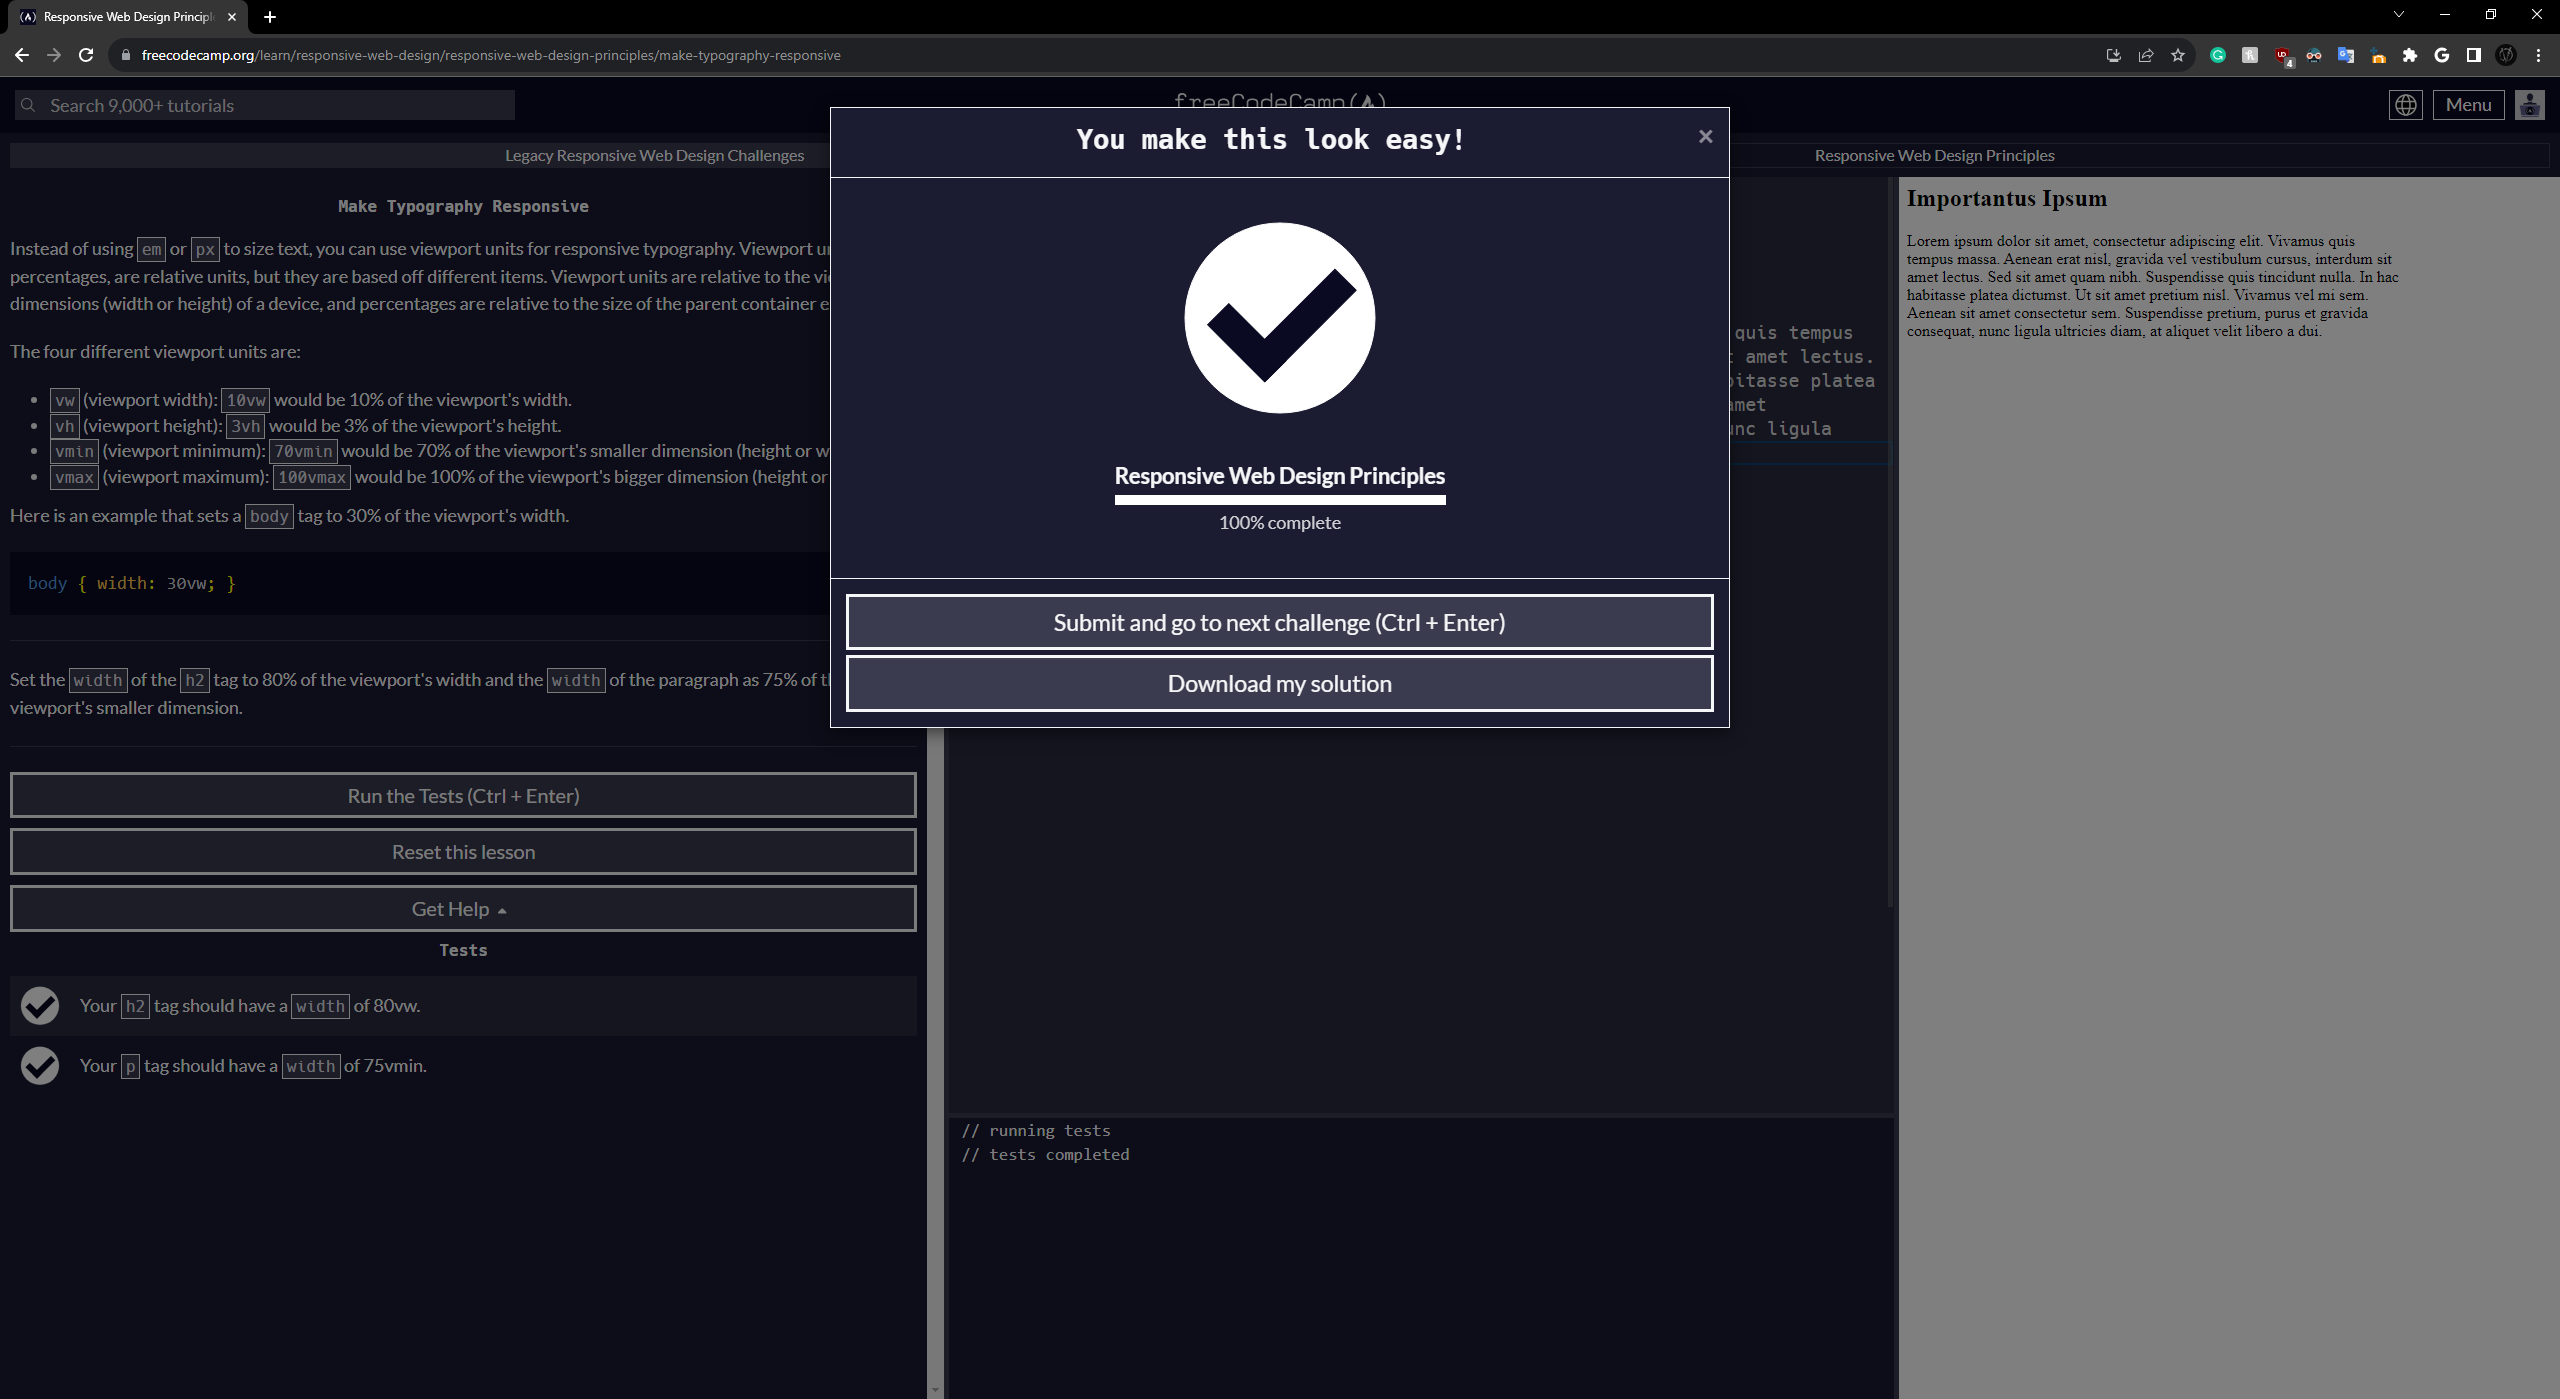 Responsive Web Design Principl
freecodecamp.org/learn/responsive-web-design/responsive-web-design-principles/make-typography-responsive
4
Search 9,000+ tutorials
freeCodeCamp(
Menu
Legacy Responsive Web Design Challenges
Responsive Web Design Principles
Make Typography Responsive
Instead of using em or px to size text, you can use viewport units for responsive typography. Viewport
percentages, are relative units, but they are based off different items. Viewport units are relative to the
dimensions (width or height) of a device, and percentages are relative to the size of the parent container
The four different viewport units are:
vw (viewport width): 10vw would be 10% of the viewport's width.
vh (viewport height): 3vh would be 3% of the viewport's height.
vmin (viewport minimum): 70vmin would be 70% of the viewport's smaller dimension (height or
vmax (viewport maximum): 100vmax would be 100% of the viewport's bigger dimension (height or
Here is an example that sets a body tag to 30% of the viewport's width.
body { width: 30vw; }
Set the width of the h2 tag to 80% of the viewport's width and the width of the paragraph as 75% of
viewport's smaller dimension.
Run the Tests (Ctrl + Enter)
Reset this lesson
Get Help
Tests
Your h2 tag should have a width of 80vw.
Your p tag should have a width of 75vmin.
You make this look easy!
×
Responsive Web Design Principles
100% complete
Submit and go to next challenge (Ctrl + Enter)
Download my solution
quis tempus
amet lectus.
platea
amet
ligula
// running tests
// tests completed
Importantus Ipsum
Lorem ipsum dolor sit amet, consectetur adipiscing elit. Vivamus quis
tempus massa. Aenean erat nisl, gravida vel vestibulum cursus, interdum sit
amet lectus. Sed sit amet quam nibh. Suspendisse quis tincidunt nulla. In hac
habitasse platea dictumst. Ut sit amet pretium nisl. Vivamus vel mi sem.
Aenean sit amet consectetur sem. Suspendisse pretium, purus et gravida
consequat, nunc ligula ultricies diam, at aliquet velit libero a dui.